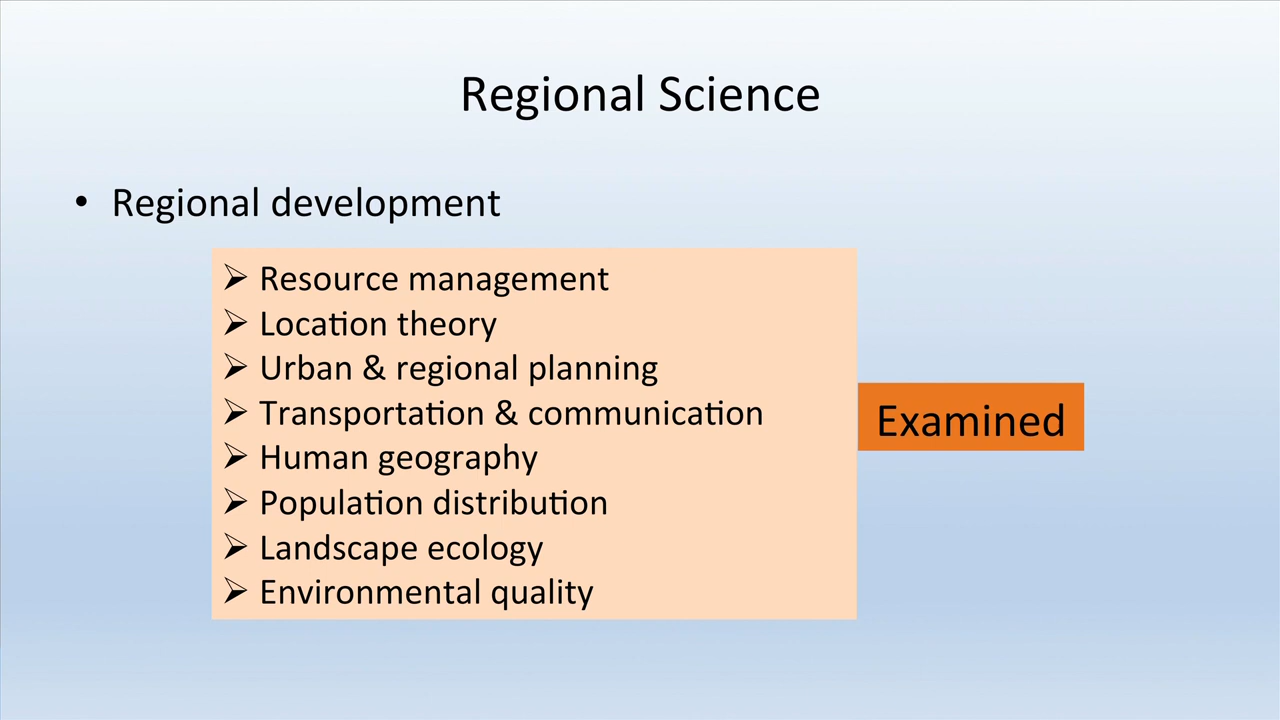 Regional Science
• Regional development
➢ Resource management
➢ Location theory
➢ Urban & regional planning
➢ Transportation & communication
➢ Human geography
➢ Population distribution
➢ Landscape ecology
➢ Environmental quality
Examined